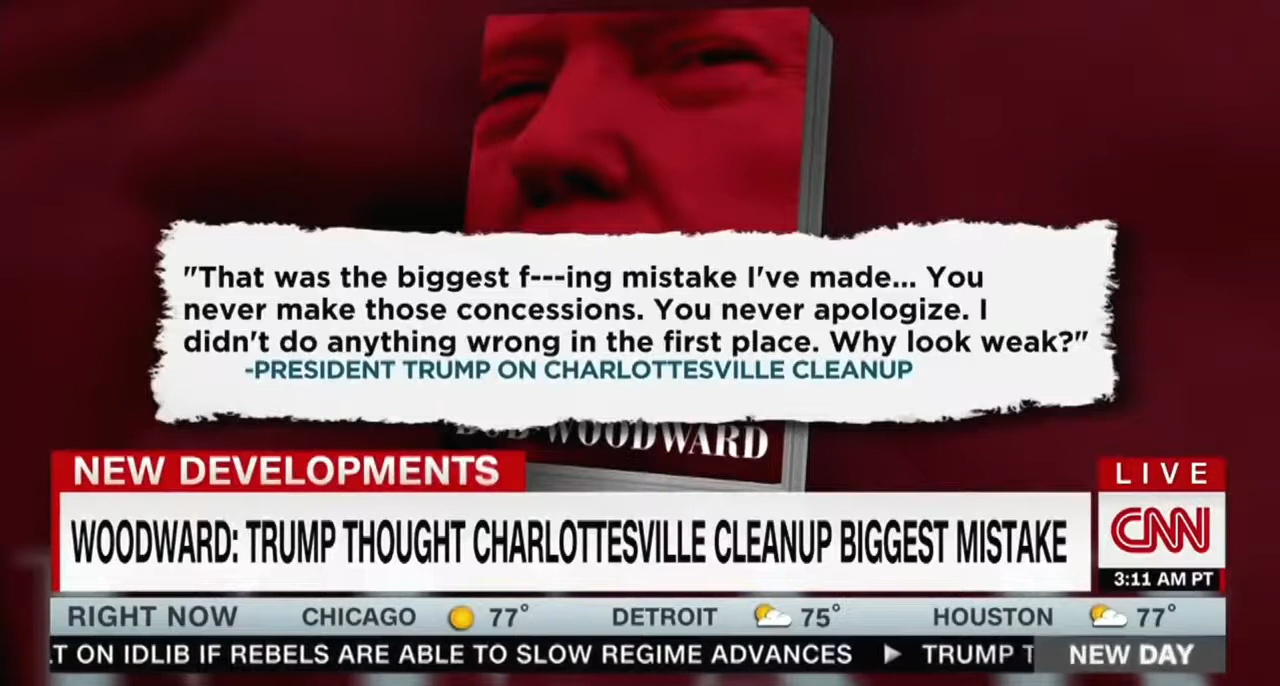 "That was the biggest f---ing mistake I've made... You
never make those concessions. You never apologize. I
didn't do anything wrong in the first place. Why look weak?"
-PRESIDENT TRUMP ON CHARLOTTESVILLE CLEANUP
BOB WOODWARD
NEW DEVELOPMENTS
WOODWARD: TRUMP THOUGHT CHARLOTTESVILLE CLEANUP BIGGEST MISTAKE
LIVE
CNN
3:11 AM PT
RIGHT NOW CHICAGO 77° DETROIT 75° HOUSTON 77°
ON IDLIB IF REBELS ARE ABLE TO SLOW REGIME ADVANCES ▶ TRUMP
NEW DAY